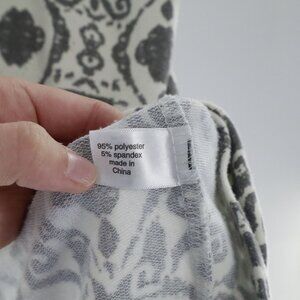 95% polyester
5% spandex
made in
China